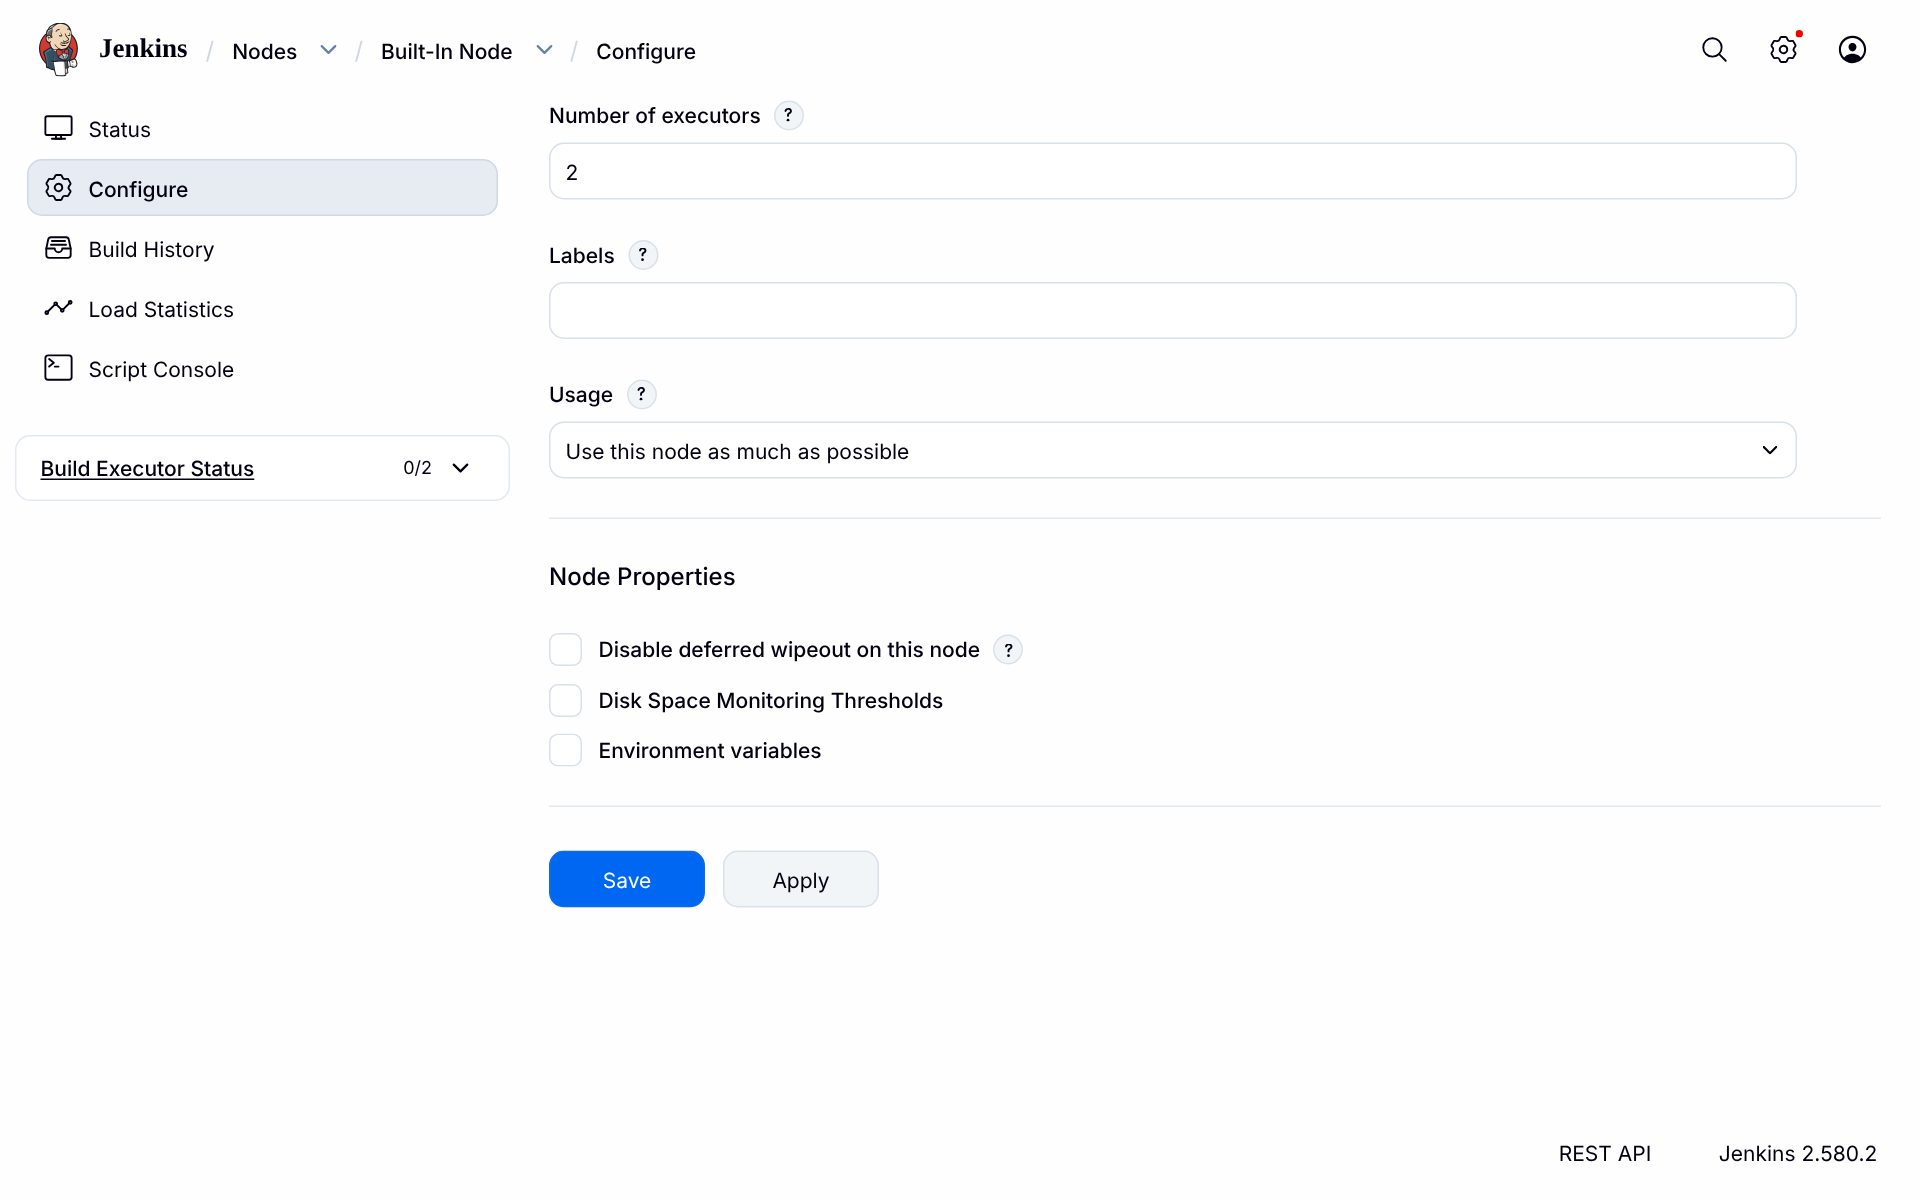 Jenkins / Nodes / Built-In Node / Configure
Status
Configure
Build History
Load Statistics
Script Console
Build Executor Status 0/2
Number of executors ?
2
Labels ?
Usage ?
Use this node as much as possible
Node Properties
Disable deferred wipeout on this node ?
Disk Space Monitoring Thresholds
Environment variables
Save Apply
REST API Jenkins 2.580.2